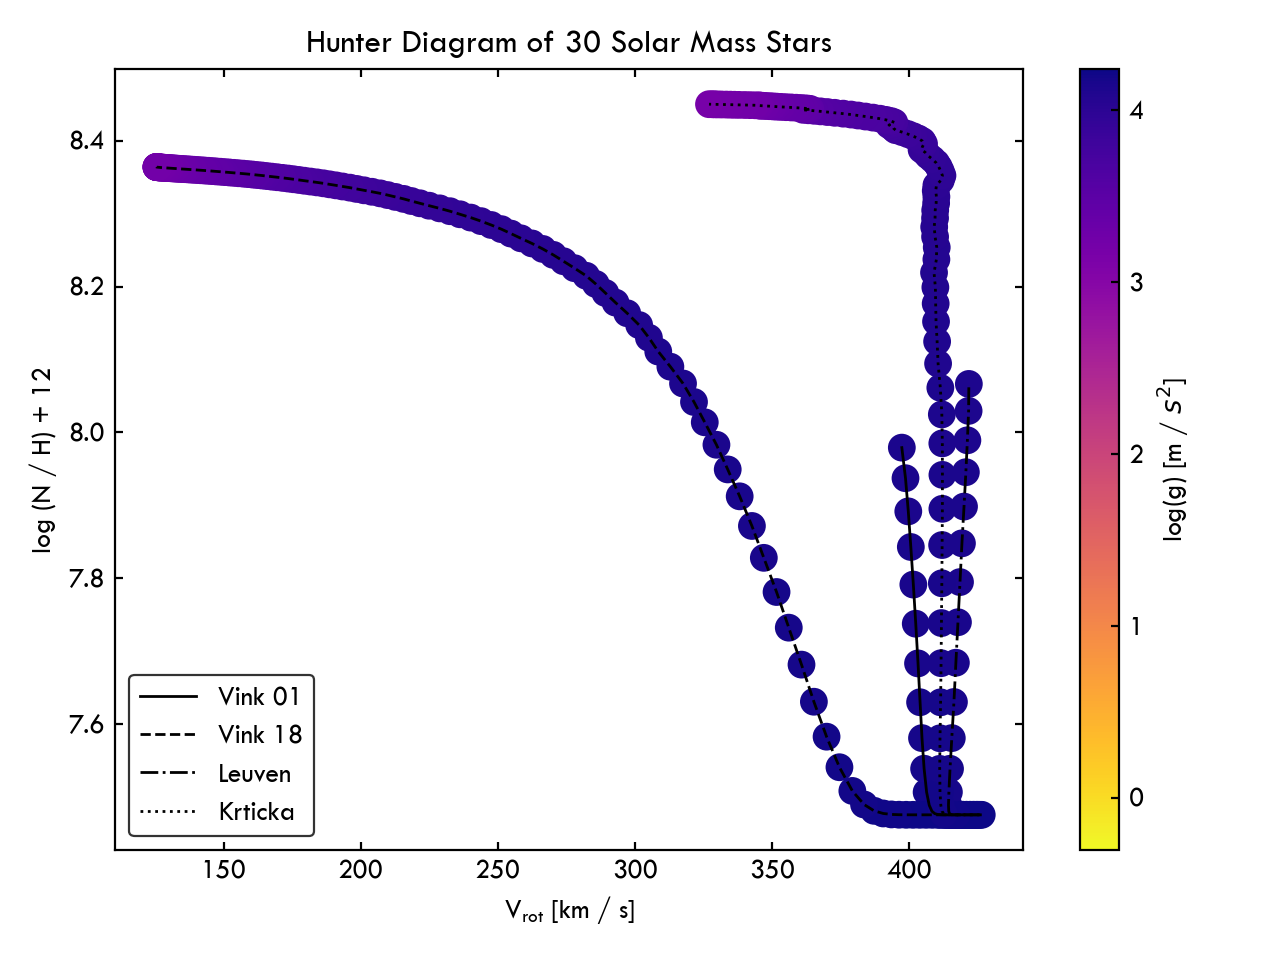 Hunter Diagram of 30 Solar Mass Stars
log (N / H) + 12
8.4
8.2
8.0
7.8
7.6
150
200
250
300
350
400
V_rot [km / s]
Vink 01
Vink 18
Leuven
Krticka
4
3
2
1
0
log(g) [m / s²]